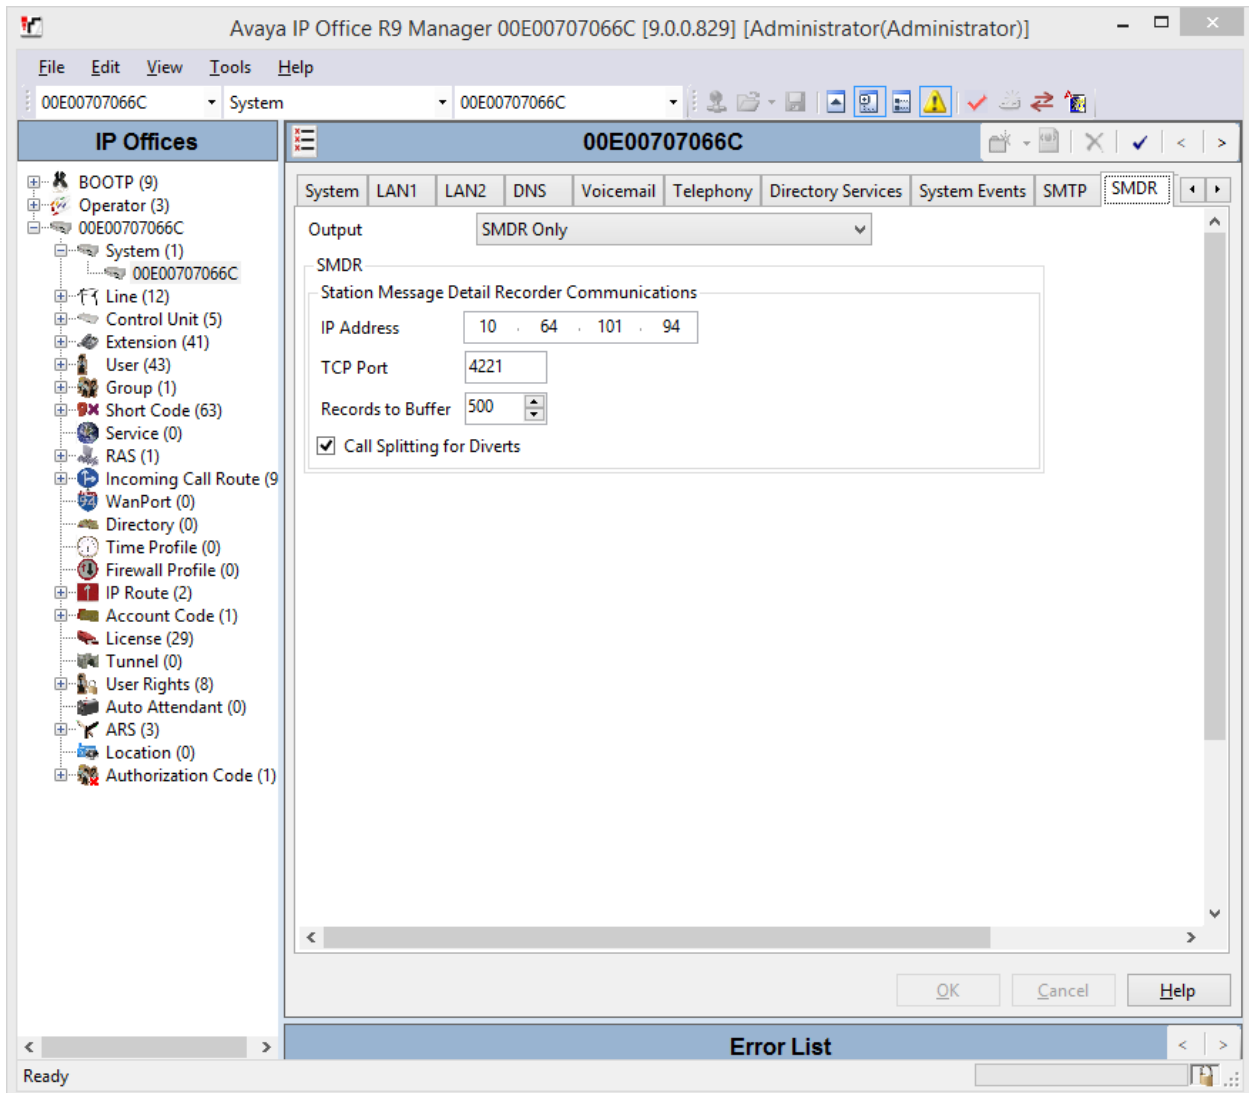 Avaya IP Office R9 Manager 00E00707066C [9.0.0.829] [Administrator(Administrator)]
File Edit View Tools Help
00E00707066C System 00E00707066C
IP Offices
BOOTP (9)
Operator (3)
00E00707066C
System (1)
00E00707066C
Line (12)
Control Unit (5)
Extension (41)
User (43)
Group (1)
Short Code (63)
Service (0)
RAS (1)
Incoming Call Route (9
WanPort (0)
Directory (0)
Time Profile (0)
Firewall Profile (0)
IP Route (2)
Account Code (1)
License (29)
Tunnel (0)
User Rights (8)
Auto Attendant (0)
ARS (3)
Location (0)
Authorization Code (1)
00E00707066C
System LAN1 LAN2 DNS Voicemail Telephony Directory Services System Events SMTP SMDR
Output SMDR Only
SMDR
Station Message Detail Recorder Communications
IP Address 10 . 64 . 101 . 94
TCP Port 4221
Records to Buffer 500
Call Splitting for Diverts
OK Cancel Help
Error List
Ready